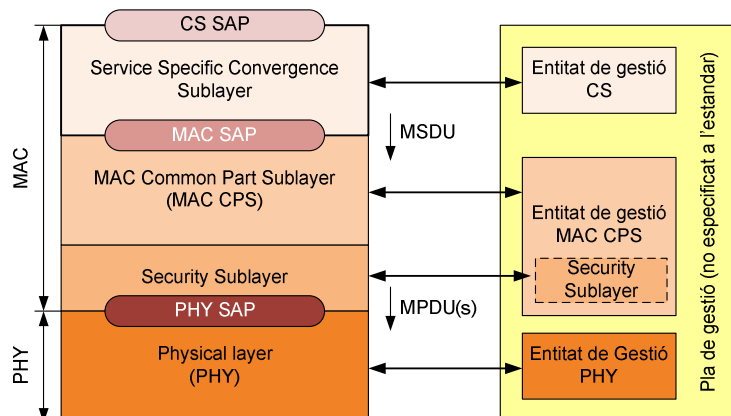 CS SAP
Service Specific Convergence
Sublayer
MAC SAP
MAC Common Part Sublayer
(MAC CPS)
Security Sublayer
PHY SAP
Physical layer
(PHY)
MAC
PHY
MSDU
MPDU(s)
Entitat de gestió
CS
Entitat de gestió
MAC CPS
Security
Sublayer
Entitat de Gestió
PHY
Pla de gestió (no especificat a l'estandar)